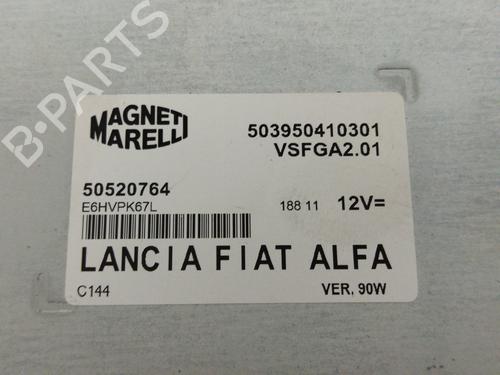 B-PARTS
MAGNETI
MARELLI
503950410301
VSFGA2.01
50520764
E6HVPK67L
188 11 12V=
LANCIA FIAT ALFA
C144
VER, 90W